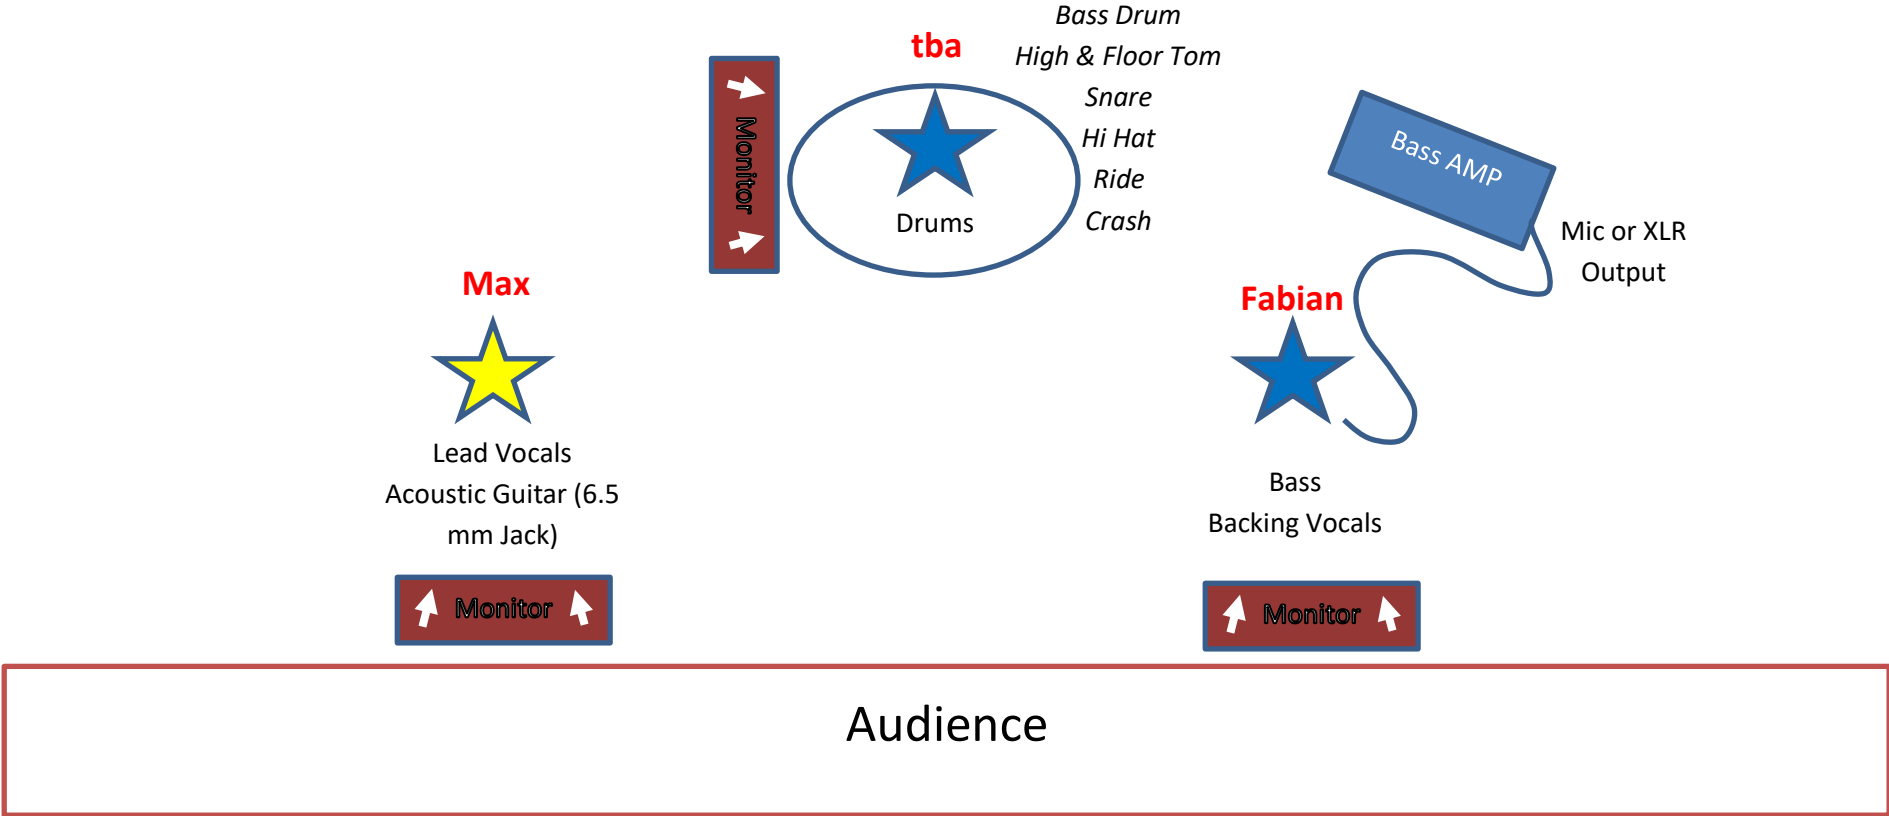 Bass Drum
tba
High & Floor Tom
Snare
Hi Hat
Ride
Crash
Monitor
Drums
Bass AMP
Mic or XLR
Output
Max
Lead Vocals
Acoustic Guitar (6.5
mm Jack)
Monitor
Fabian
Bass
Backing Vocals
Monitor
Audience